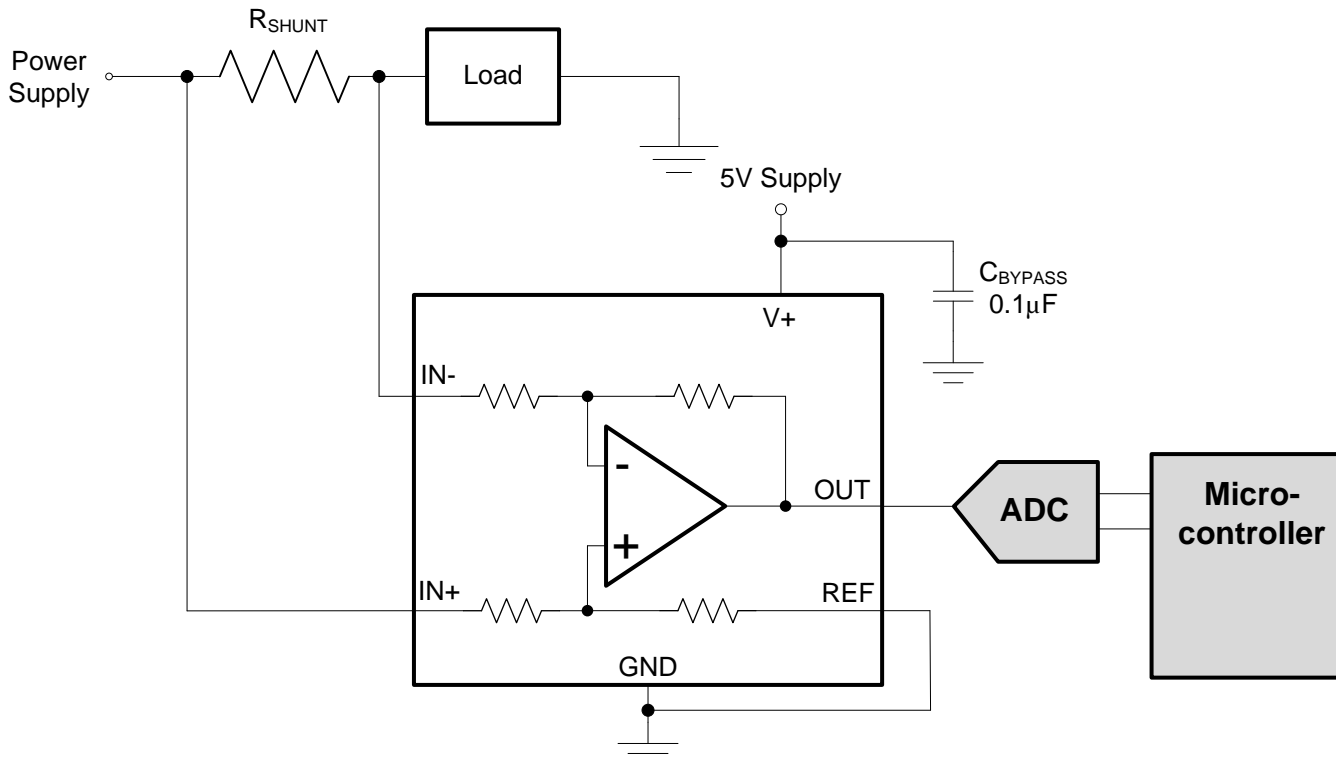 R_SHUNT
Power
Supply
Load
5V Supply
C_BYPASS
0.1μF
V+
IN-
-
OUT
ADC
Micro-
controller
+
IN+
REF
GND